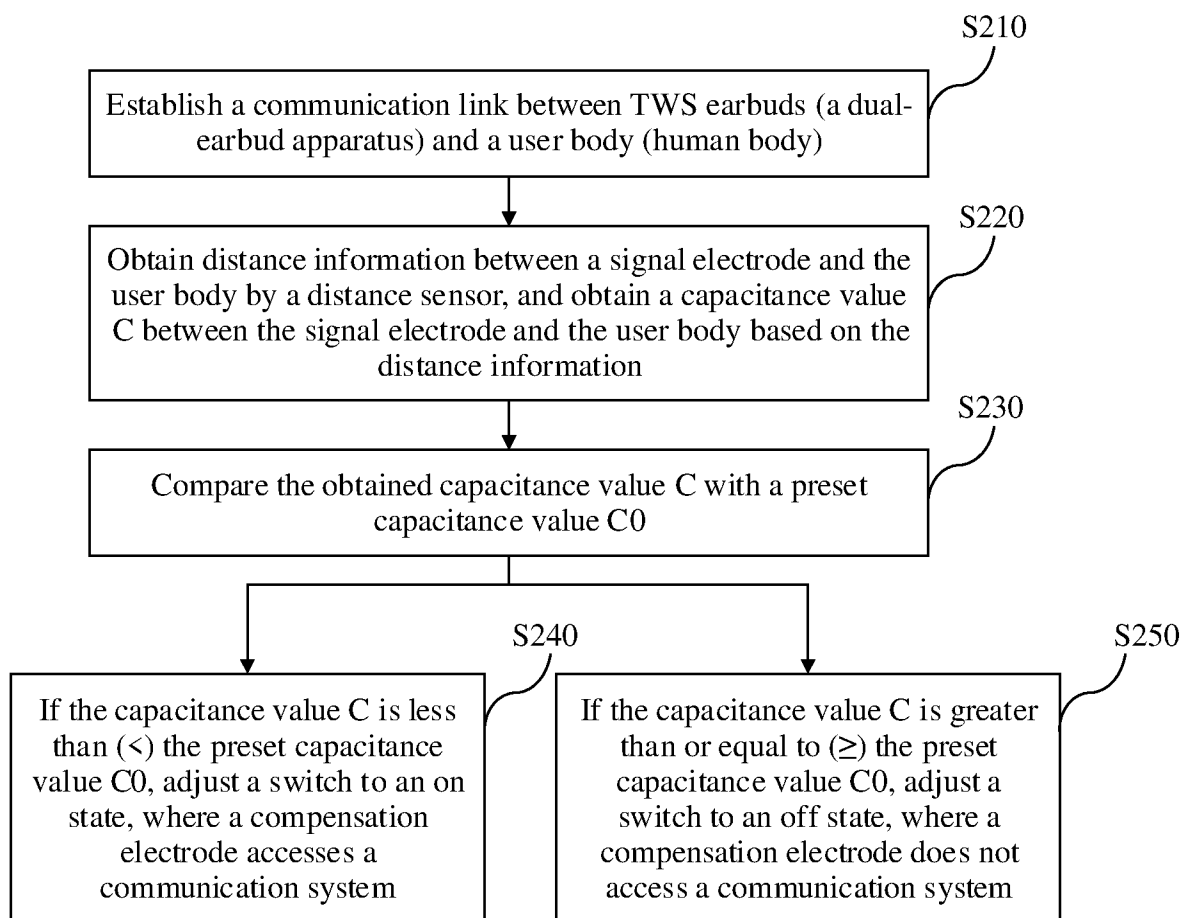 S210
Establish a communication link between TWS earbuds (a dual-
earbud apparatus) and a user body (human body)
S220
Obtain distance information between a signal electrode and the
user body by a distance sensor, and obtain a capacitance value
C between the signal electrode and the user body based on the
distance information
S230
Compare the obtained capacitance value C with a preset
capacitance value C0
S240
If the capacitance value C is less
than (<) the preset capacitance
value C0, adjust a switch to an on
state, where a compensation
electrode accesses a
communication system
S250
If the capacitance value C is greater
than or equal to (≥) the preset
capacitance value C0, adjust a
switch to an off state, where a
compensation electrode does not
access a communication system